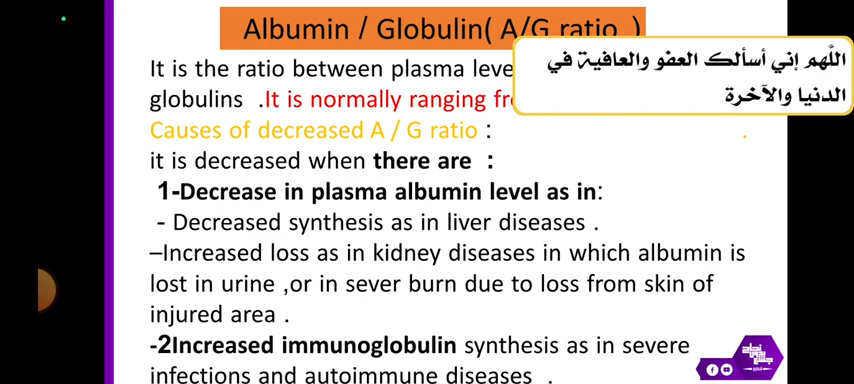 Albumin / Globulin( A/G ratio )
It is the ratio between plasma leve
globulins .It is normally ranging fr
اللَّهم إني أسألك العفو والعافية في
الدنيا والآخرة
Causes of decreased A / G ratio : .
it is decreased when there are :
1-Decrease in plasma albumin level as in:
- Decreased synthesis as in liver diseases .
–Increased loss as in kidney diseases in which albumin is
lost in urine ,or in sever burn due to loss from skin of
injured area .
-2Increased immunoglobulin synthesis as in severe
infections and autoimmune diseases .